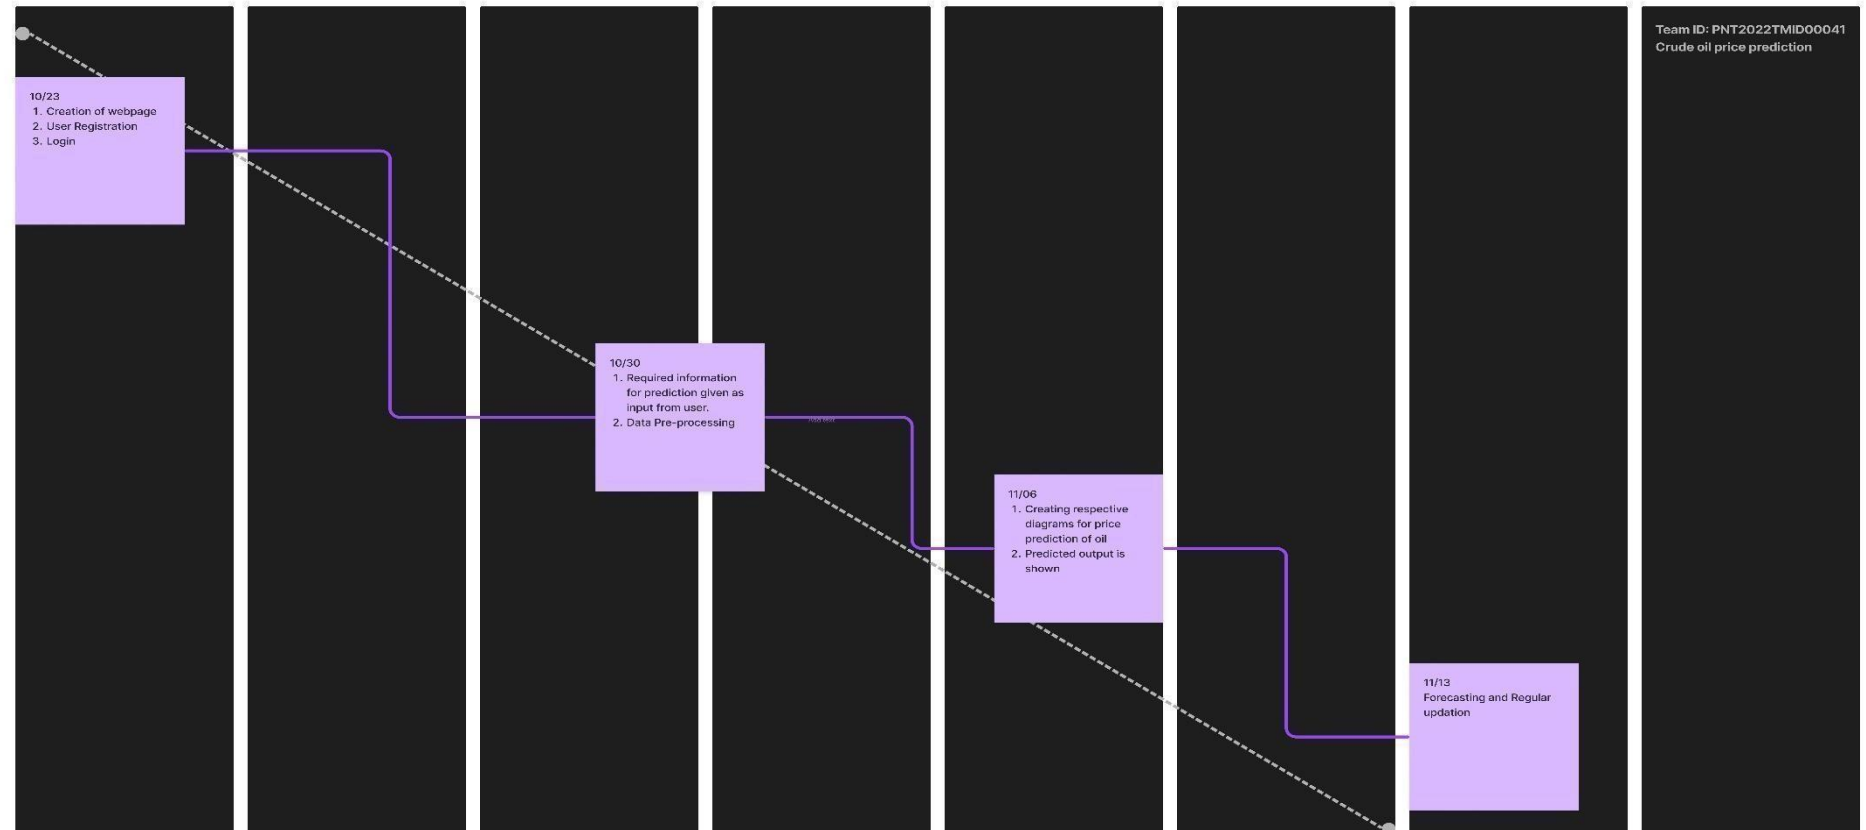 Team ID: PNT2022TMID00041
Crude oil price prediction
10/23
1. Creation of webpage
2. User Registration
3. Login
10/30
1. Required information
for prediction given as
input from user.
2. Data Pre-processing
Add text
11/06
1. Creating respective
diagrams for price
prediction of oil
2. Predicted output is
shown
11/13
Forecasting and Regular
updation